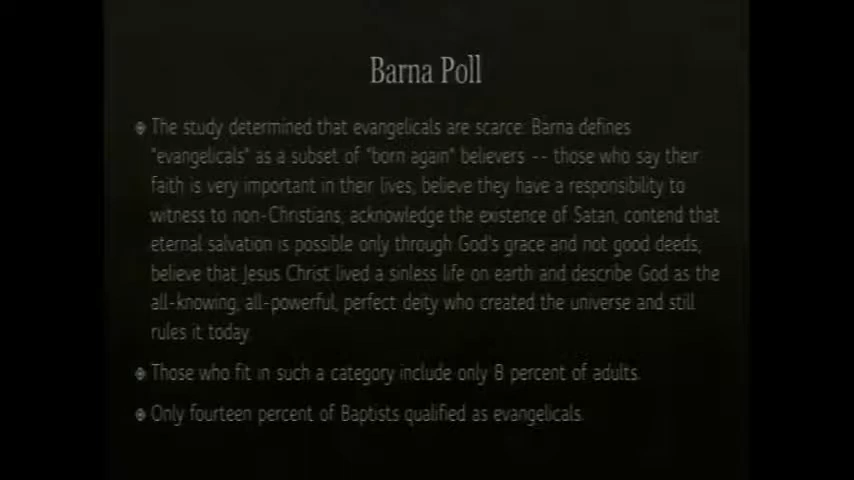 Barna Poll
The study determined that evangelicals are scarce: Barna defines
"evangelicals" as a subset of "born again" believers -- those who say their
faith is very important in their lives, believe they have a responsibility to
witness to non-Christians, acknowledge the existence of Satan, contend that
eternal salvation is possible only through God's grace and not good deeds,
believe that Jesus Christ lived a sinless life on earth and describe God as the
all-knowing, all-powerful, perfect deity who created the universe and still
rules it today.
Those who fit in such a category include only 8 percent of adults.
Only fourteen percent of Baptists qualified as evangelicals.